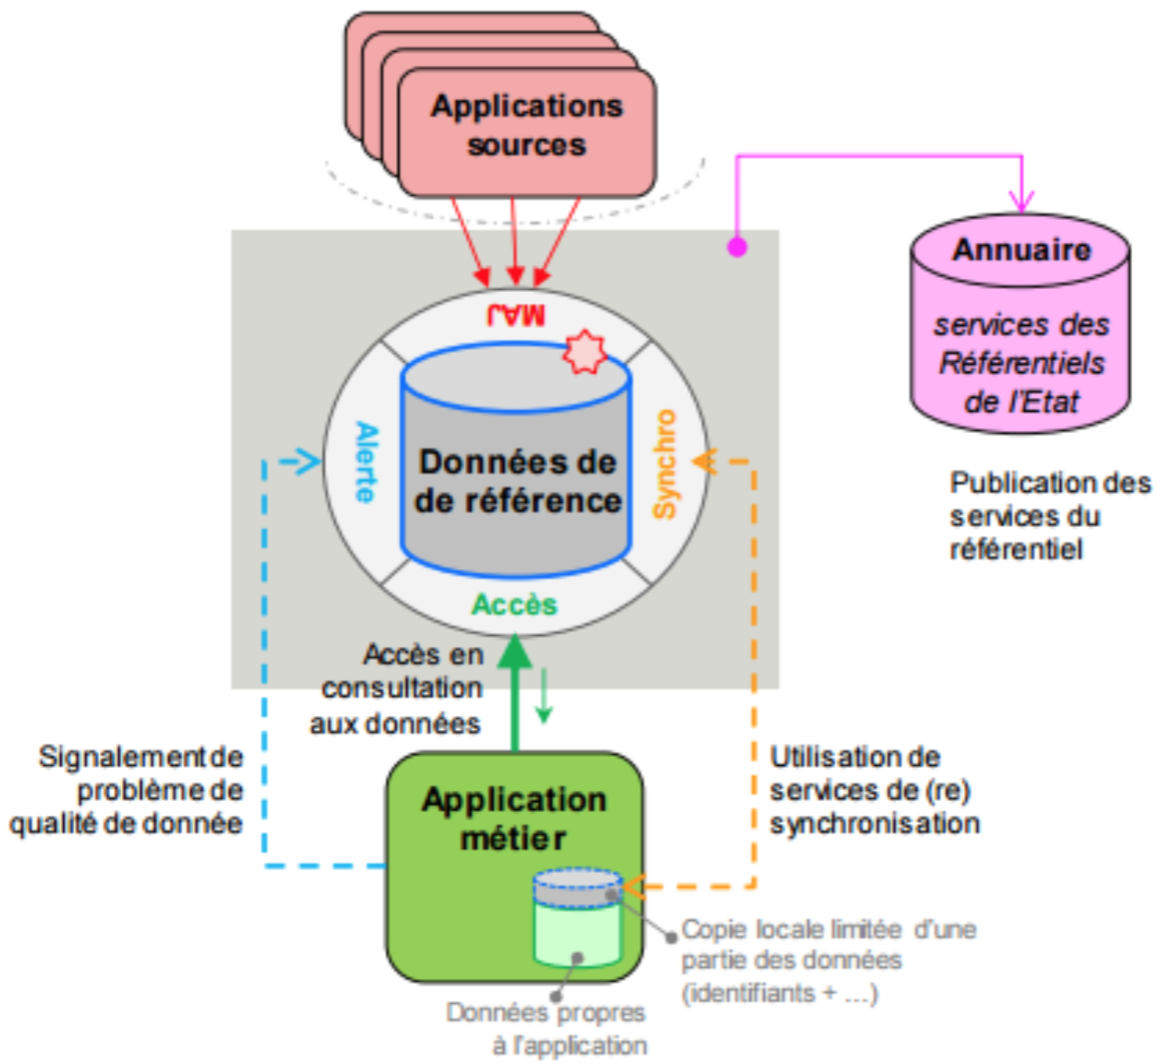 Applications
sources
Annuaire
services des
Référentiels
de l'Etat
Publication des
services du
référentiel
MAJ
Alerte
Synchro
Données de
de référence
Accès
Accès en
consultation
aux données
Signalement de
problème de
qualité de donnée
Utilisation de
services de (re)
synchronisation
Application
métier
Copie locale limitée d'une
partie des données
(identifiants + ...)
Données propres
à l'application